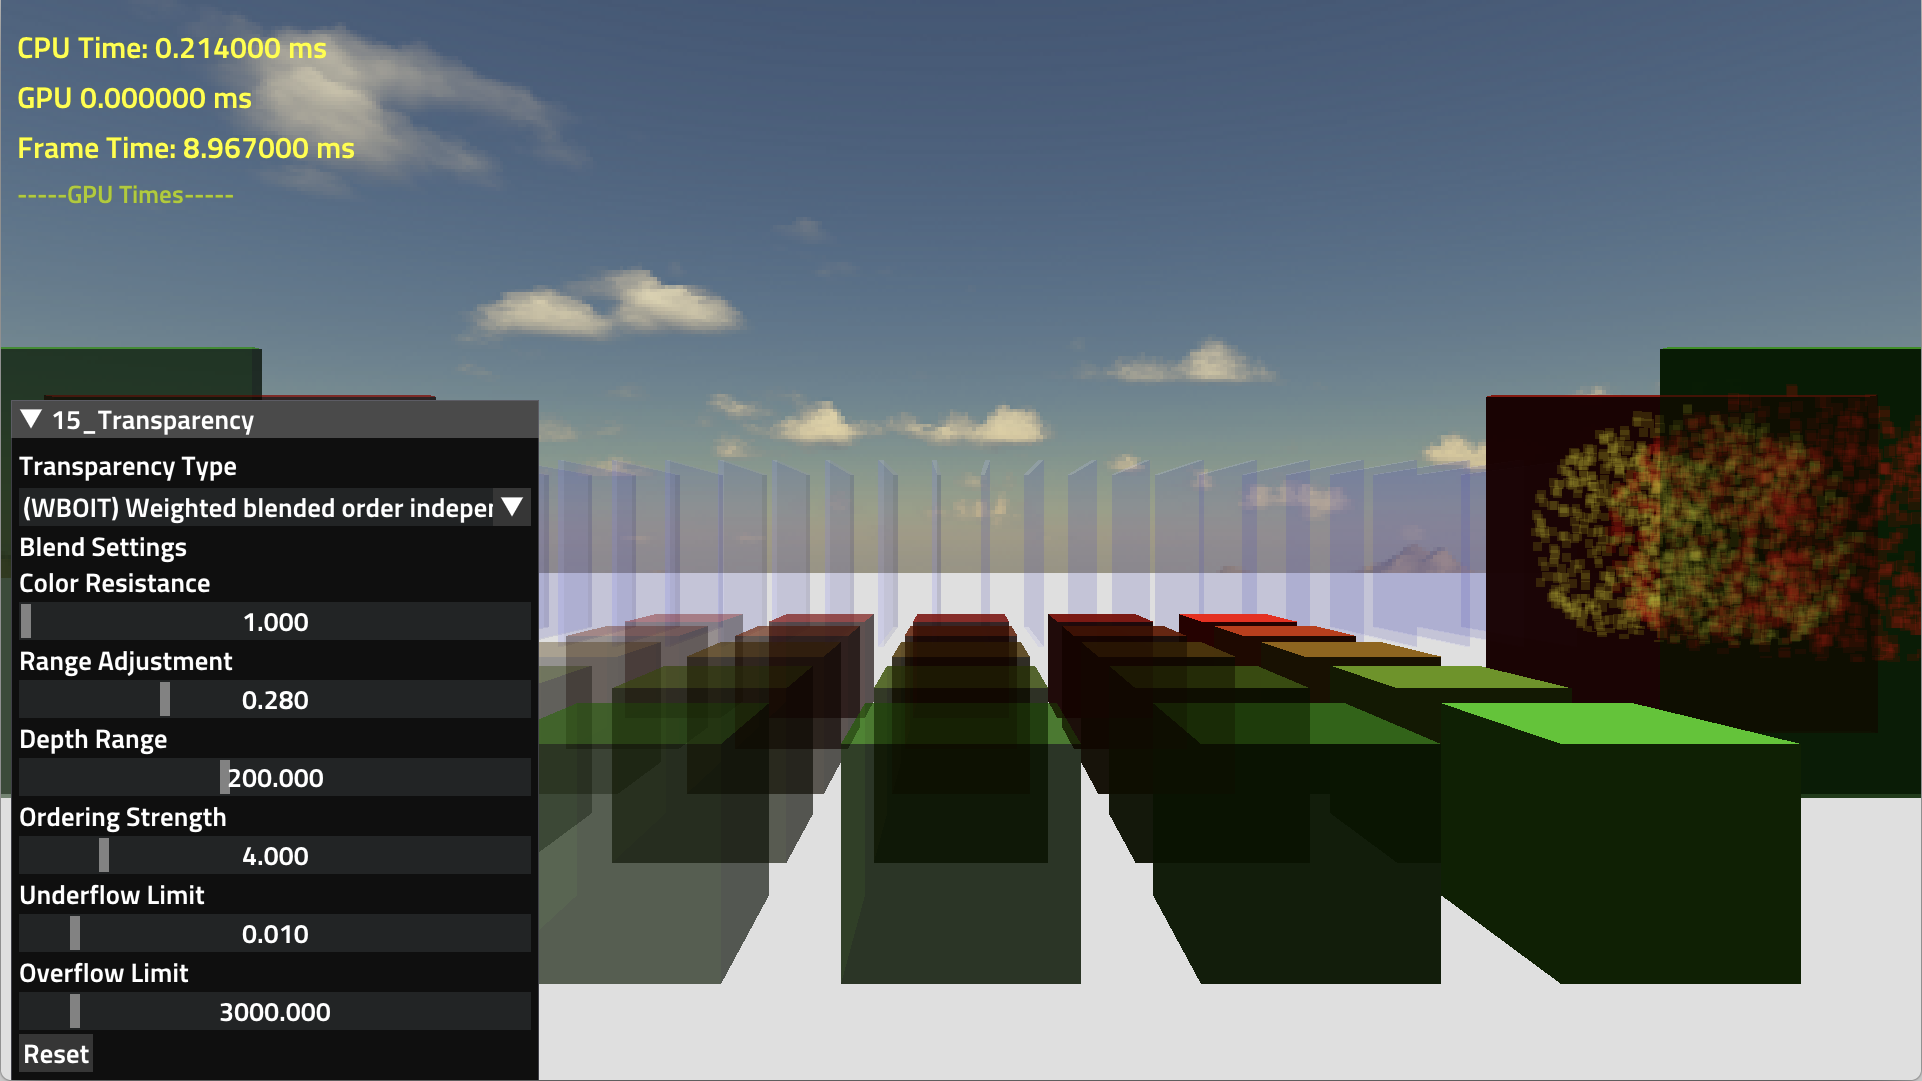 CPU Time: 0.214000 ms
GPU 0.000000 ms
Frame Time: 8.967000 ms
-----GPU Times-----
15_Transparency
Transparency Type
(WBOIT) Weighted blended order indeper
Blend Settings
Color Resistance
1.000
Range Adjustment
0.280
Depth Range
200.000
Ordering Strength
4.000
Underflow Limit
0.010
Overflow Limit
3000.000
Reset